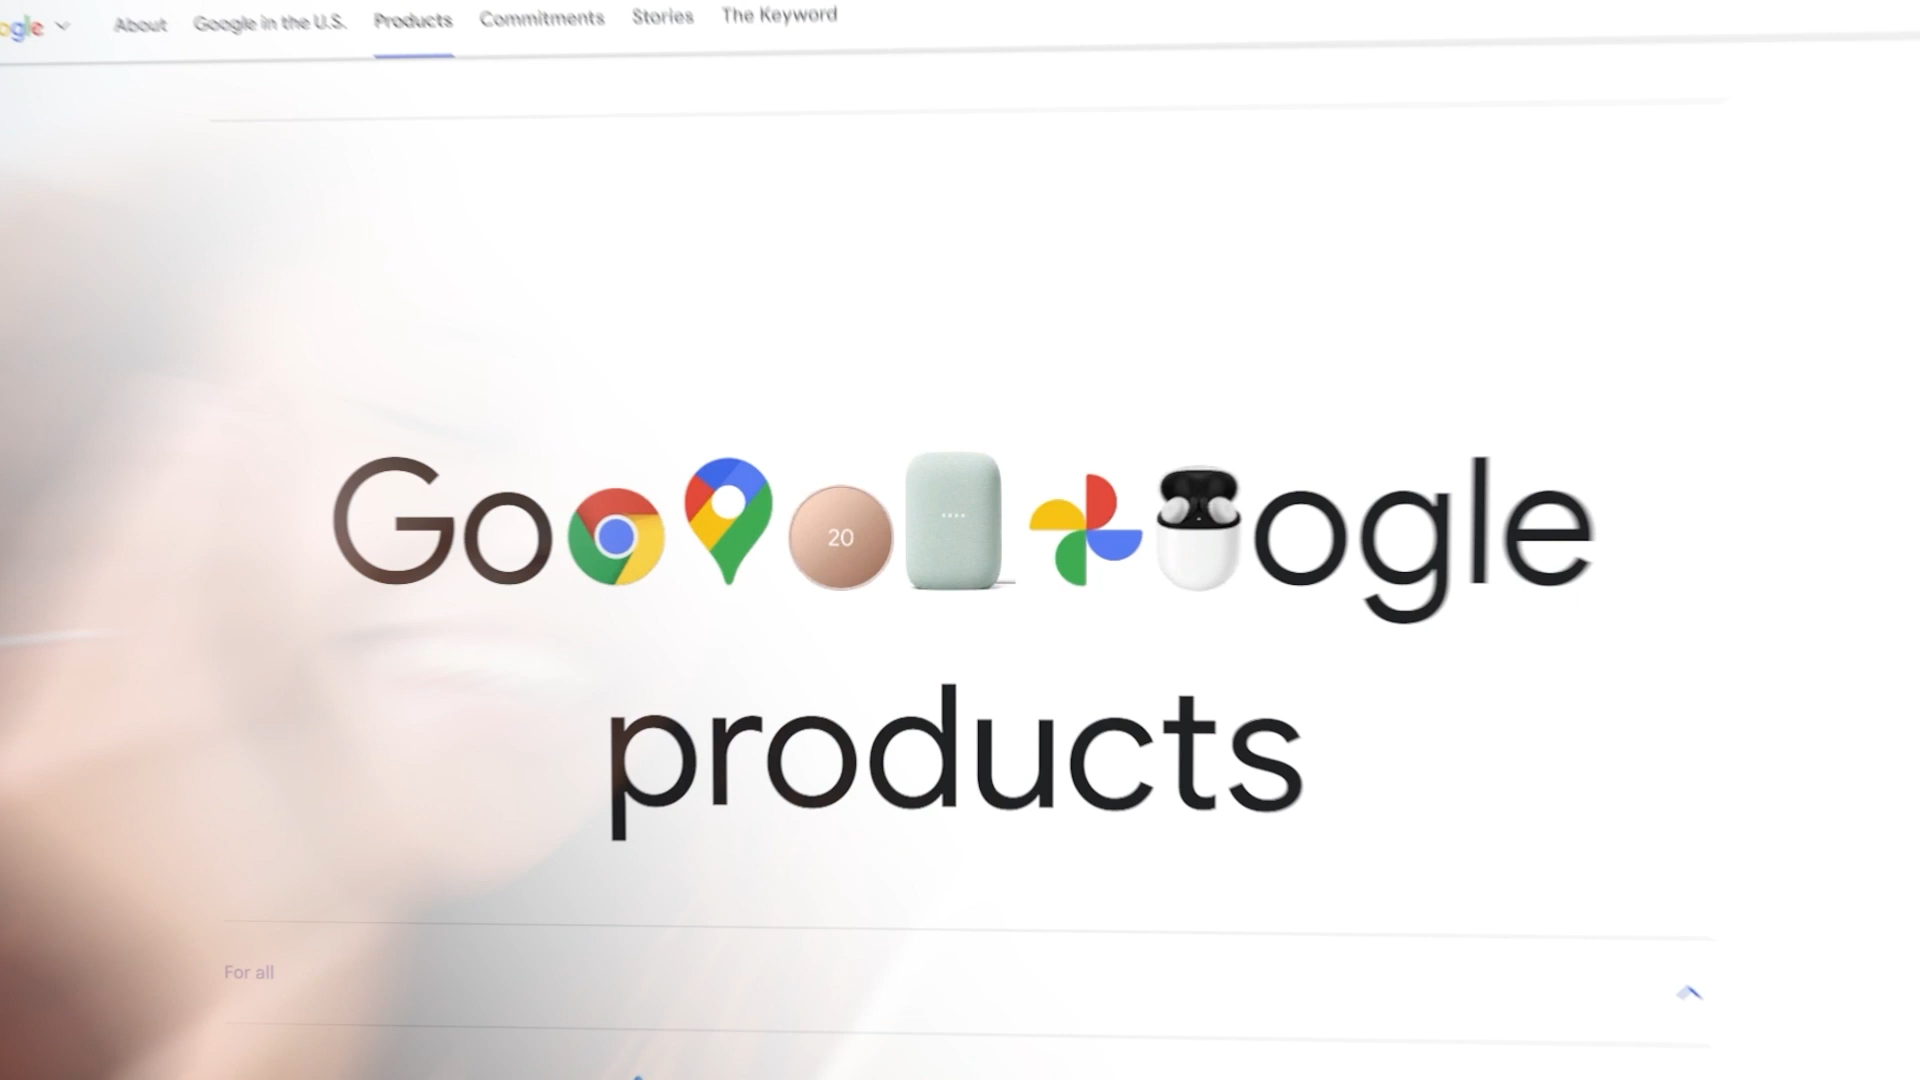 ogle About Google in the U.S. Products Commitments Stories The Keyword
Go 20 ogle
products
For all